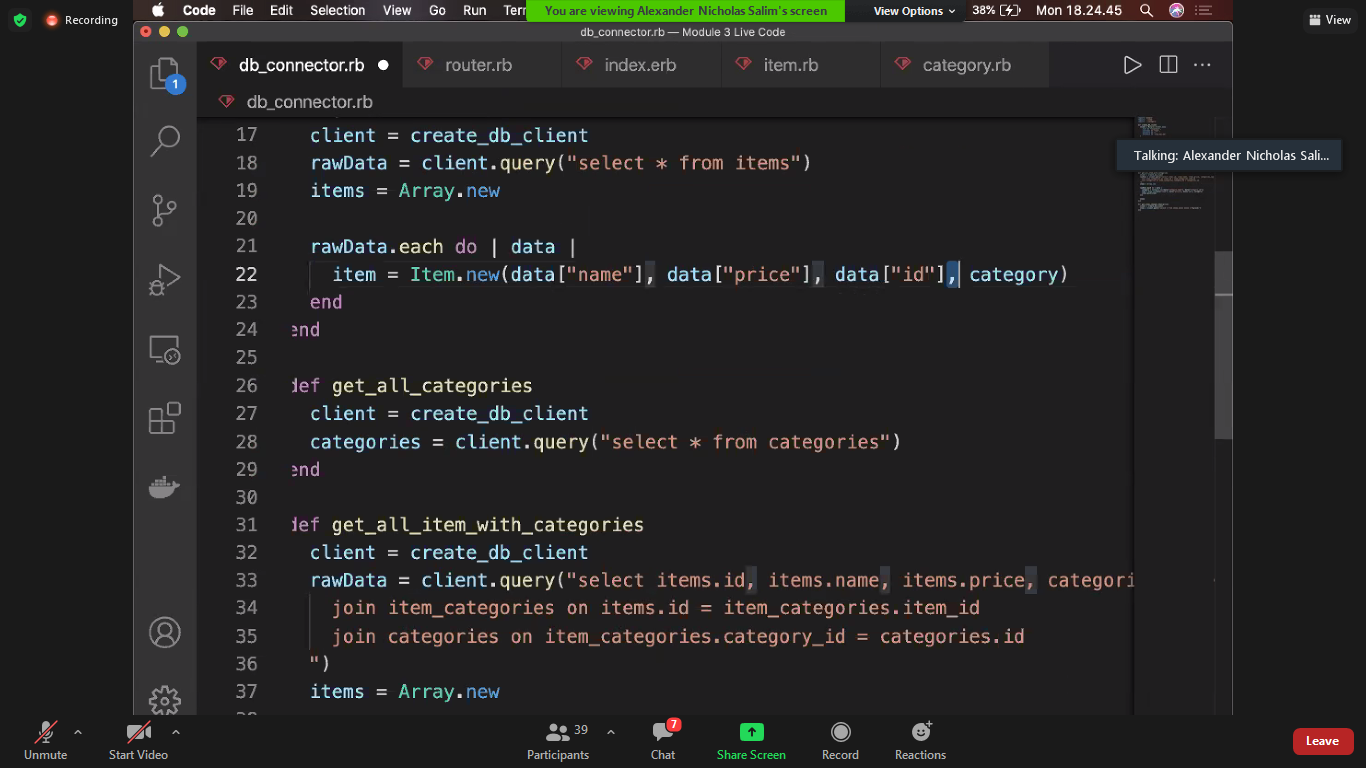 Recording
Code File Edit Selection View Go Run Terr
You are viewing Alexander Nicholas Salim's screen
View Options
38% Mon 18.24.45
View
db_connector.rb — Module 3 Live Code
db_connector.rb
router.rb
index.erb
item.rb
category.rb
1
db_connector.rb
Talking: Alexander Nicholas Sali...
17 client = create_db_client
18 rawData = client.query("select * from items")
19 items = Array.new
20
21 rawData.each do | data |
22 item = Item.new(data["name"], data["price"], data["id"], category)
23 end
24 end
25
26 def get_all_categories
27 client = create_db_client
28 categories = client.query("select * from categories")
29 end
30
31 def get_all_item_with_categories
32 client = create_db_client
33 rawData = client.query("select items.id, items.name, items.price, categori
34 join item_categories on items.id = item_categories.item_id
35 join categories on item_categories.category_id = categories.id
36 ")
37 items = Array.new
Unmute
Start Video
Participants
39
Chat
7
Share Screen
Record
Reactions
Leave